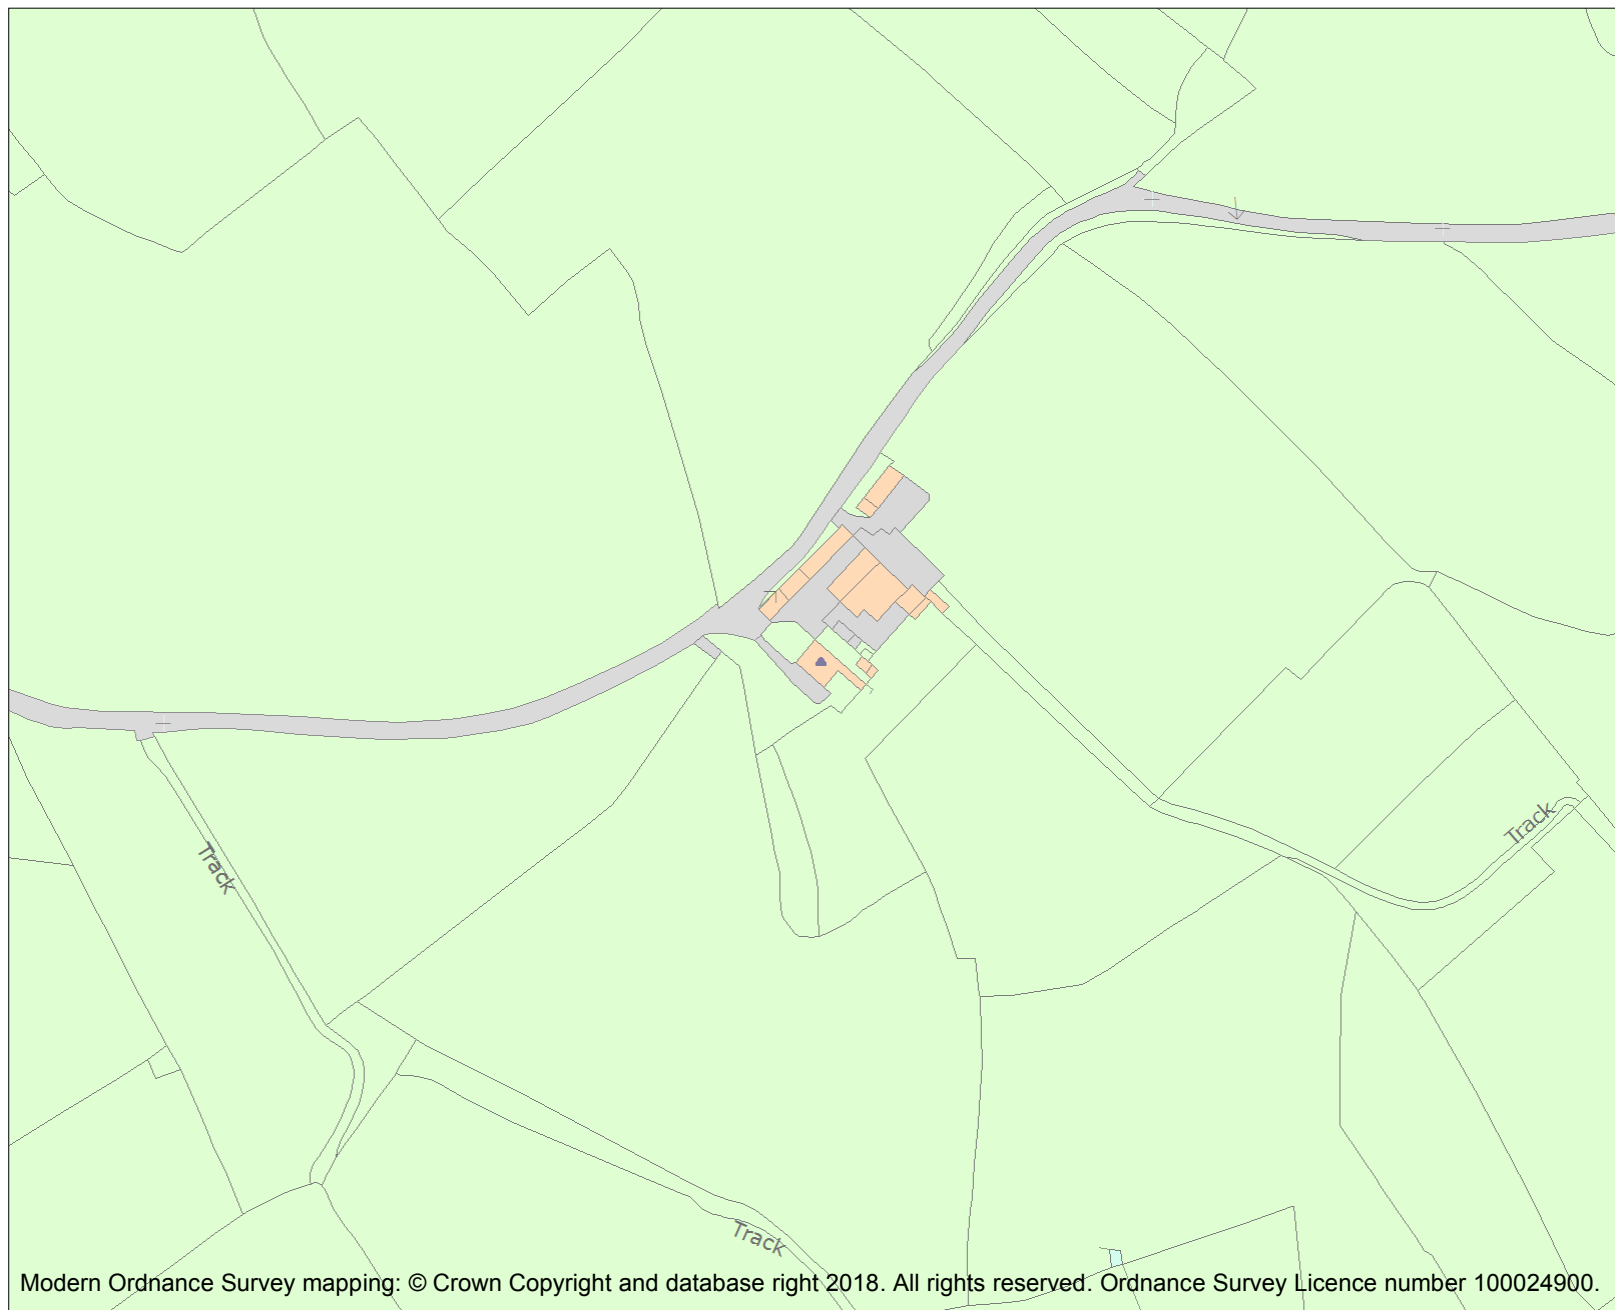 Track
Track
Track
Modern Ordnance Survey mapping: © Crown Copyright and database right 2018. All rights reserved. Ordnance Survey Licence number 100024900.